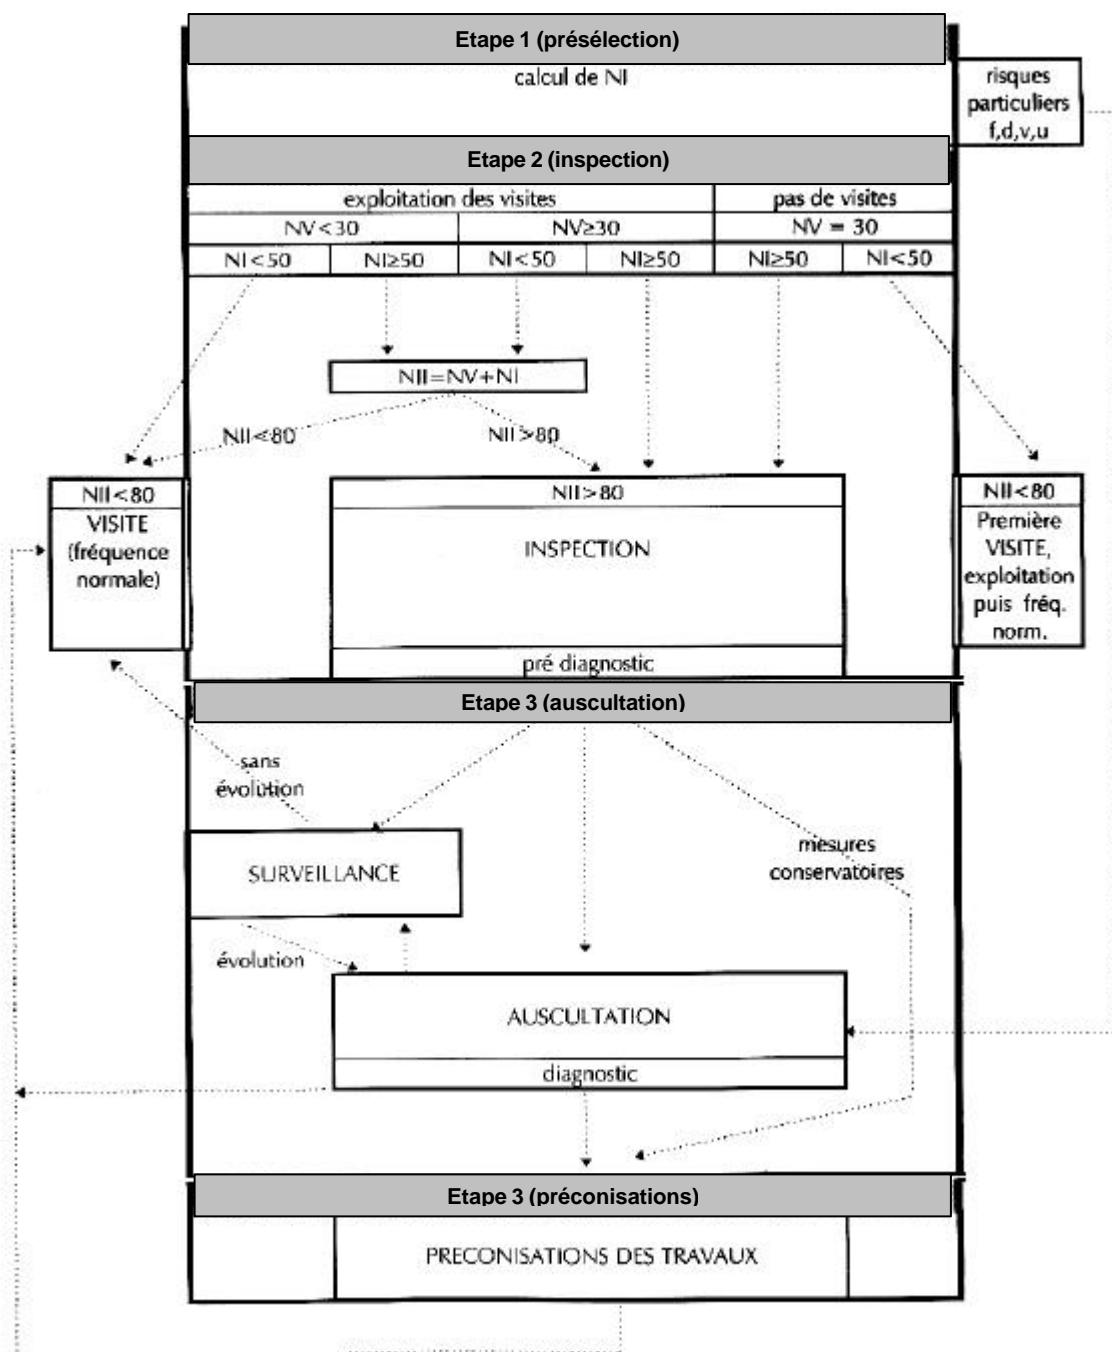 Etape 1 (présélection)
calcul de NI
risques
particuliers
f,d,v,u
Etape 2 (inspection)
exploitation des visites
pas de visites
NV<30
NV≥30
NV = 30
NI<50
NI≥50
NI<50
NI≥50
NI≥50
NI<50
NII=NV+NI
NII<80
NII>80
NII<80
VISITE
(fréquence
normale)
NII>80
INSPECTION
pré diagnostic
NII<80
Première
VISITE,
exploitation
puis fréq.
norm.
Etape 3 (auscultation)
sans
évolution
SURVEILLANCE
mesures
conservatoires
évolution
AUSCULTATION
diagnostic
Etape 3 (préconisations)
PRECONISATIONS DES TRAVAUX